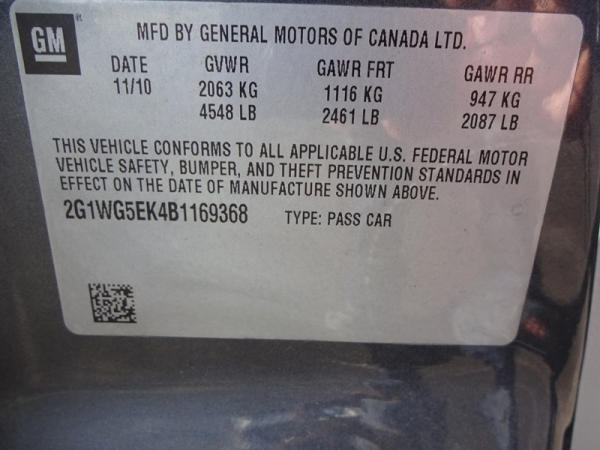 GM
MFD BY GENERAL MOTORS OF CANADA LTD.
DATE GVWR GAWR FRT GAWR RR
11/10 2063 KG 1116 KG 947 KG
4548 LB 2461 LB 2087 LB
THIS VEHICLE CONFORMS TO ALL APPLICABLE U.S. FEDERAL MOTOR
VEHICLE SAFETY, BUMPER, AND THEFT PREVENTION STANDARDS IN
EFFECT ON THE DATE OF MANUFACTURE SHOWN ABOVE.
2G1WG5EK4B1169368 TYPE: PASS CAR